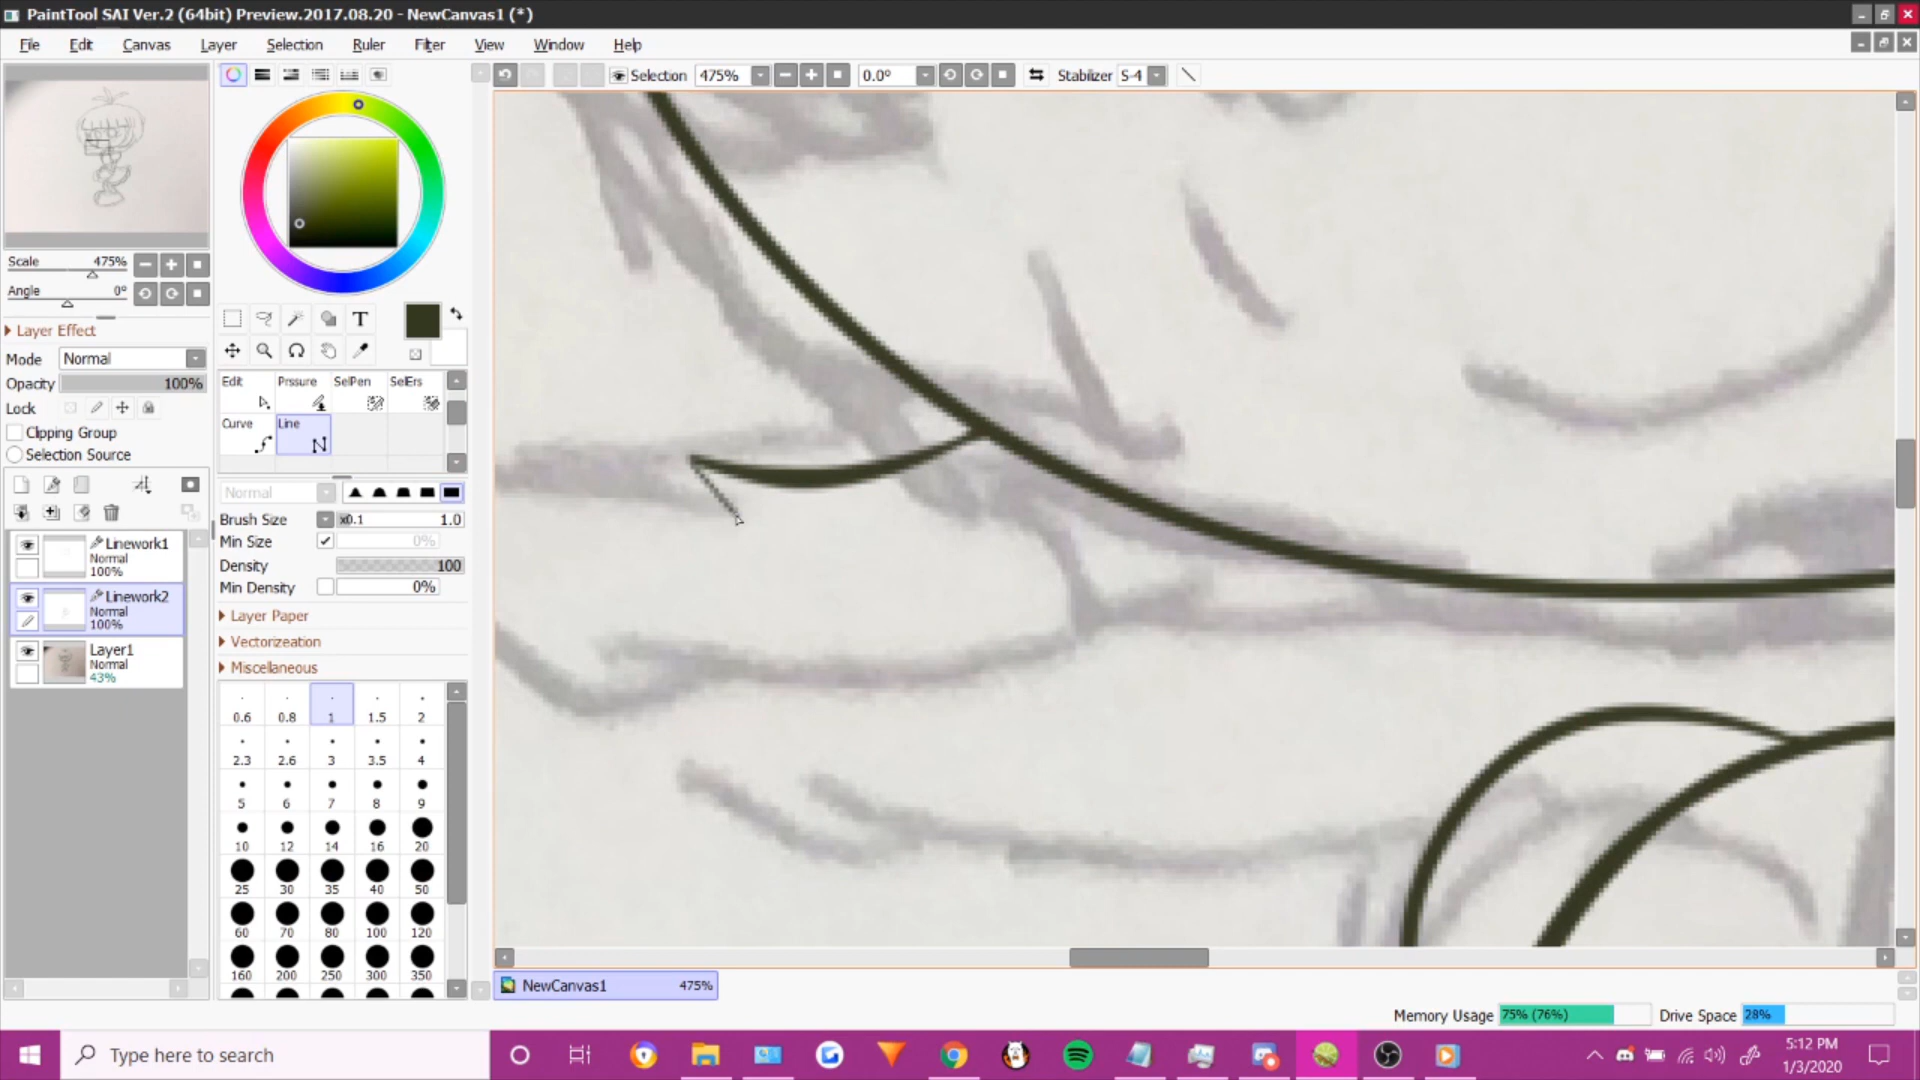 PaintTool SAI Ver.2 (64bit) Preview.2017.08.20 - NewCanvas1 (*)
File Edit Canvas Layer Selection Ruler Filter View Window Help
Selection 475% 0.0° Stabilizer S-4
Scale 475%
Angle 0°
Layer Effect
Mode Normal
Opacity 100%
Lock
Clipping Group
Selection Source
Linework1
Normal
100%
Linework2
Normal
100%
Layer1
Normal
43%
T
Edit Prssure SelPen SelErs
Curve Line
Normal
Brush Size x0.1 1.0
Min Size 0%
Density 100
Min Density 0%
Layer Paper
Vectorizeation
Miscellaneous
0.6 0.8 1 1.5 2
2.3 2.6 3 3.5 4
5 6 7 8 9
10 12 14 16 20
25 30 35 40 50
60 70 80 100 120
160 200 250 300 350
NewCanvas1 475%
Memory Usage 75% (76%) Drive Space 28%
Type here to search
5:12 PM
1/3/2020